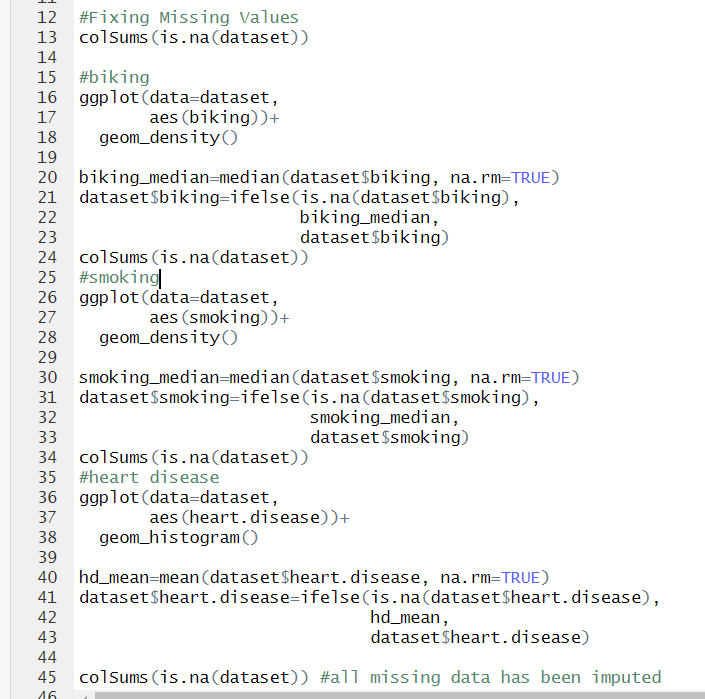 11
12 #Fixing Missing Values
13 colSums(is.na(dataset))
14
15 #biking
16 ggplot(data=dataset,
17 aes(biking))+
18 geom_density()
19
20 biking_median=median(dataset$biking, na.rm=TRUE)
21 dataset$biking=ifelse(is.na(dataset$biking),
22 biking_median,
23 dataset$biking)
24 colSums(is.na(dataset))
25 #smoking
26 ggplot(data=dataset,
27 aes(smoking))+
28 geom_density()
29
30 smoking_median=median(dataset$smoking, na.rm=TRUE)
31 dataset$smoking=ifelse(is.na(dataset$smoking),
32 smoking_median,
33 dataset$smoking)
34 colSums(is.na(dataset))
35 #heart disease
36 ggplot(data=dataset,
37 aes(heart.disease))+
38 geom_histogram()
39
40 hd_mean=mean(dataset$heart.disease, na.rm=TRUE)
41 dataset$heart.disease=ifelse(is.na(dataset$heart.disease),
42 hd_mean,
43 dataset$heart.disease)
44
45 colSums(is.na(dataset)) #all missing data has been imputed
46